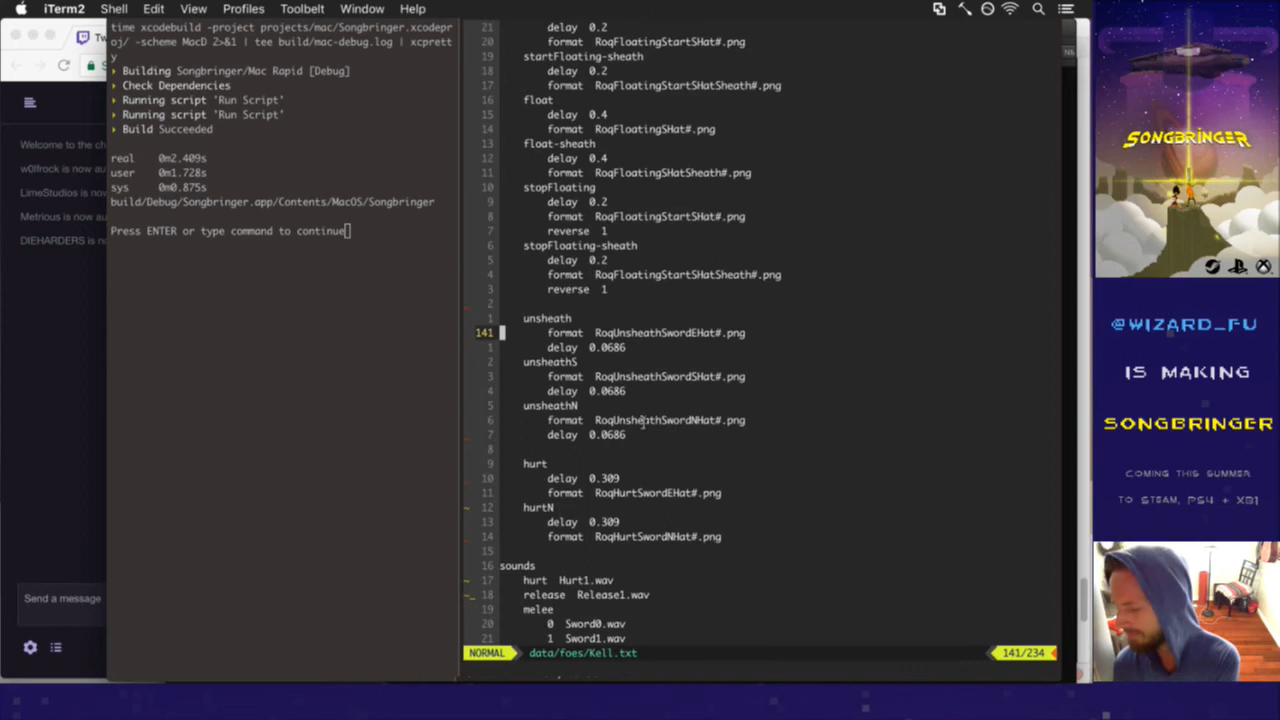 iTerm2 Shell Edit View Profiles Toolbelt Window Help
Tw
S
Welcome to the ch
w0lfrock is now au
LimeStudios is now
Metrious is now au
DIEHARDERS is no
Send a message
time xcodebuild -project projects/mac/Songbringer.xcodepr
oj/ -scheme MacD 2>&1 | tee build/mac-debug.log | xcprett
y
Building Songbringer/Mac Rapid [Debug]
Check Dependencies
Running script 'Run Script'
Running script 'Run Script'
Build Succeeded
real 0m2.409s
user 0m1.728s
sys 0m0.875s
build/Debug/Songbringer.app/Contents/MacOS/Songbringer
Press ENTER or type command to continue
21 delay 0.2
20 format RoqFloatingStartSHat#.png
19 startFloating-sheath
18 delay 0.2
17 format RoqFloatingStartSHatSheath#.png
16 float
15 delay 0.4
14 format RoqFloatingSHat#.png
13 float-sheath
12 delay 0.4
11 format RoqFloatingSHatSheath#.png
10 stopFloating
9 delay 0.2
8 format RoqFloatingStartSHat#.png
7 reverse 1
6 stopFloating-sheath
5 delay 0.2
4 format RoqFloatingStartSHatSheath#.png
3 reverse 1
2
1 unsheath
141 format RoqUnsheathSwordEHat#.png
1 delay 0.0686
2 unsheathS
3 format RoqUnsheathSwordSHat#.png
4 delay 0.0686
5 unsheathN
6 format RoqUnsheathSwordNHat#.png
7 delay 0.0686
8
9 hurt
10 delay 0.309
11 format RoqHurtSwordEHat#.png
~ 12 hurtN
13 delay 0.309
14 format RoqHurtSwordNHat#.png
15
16 sounds
~ 17 hurt Hurt1.wav
~_ 18 release Release1.wav
19 melee
20 0 Sword0.wav
21 1 Sword1.wav
NORMAL data/foes/Kell.txt 141/234
SONGBRINGER
@WIZARD_FU
IS MAKING
SONGBRINGER
COMING THIS SUMMER
TO STEAM, PS4 + XB1